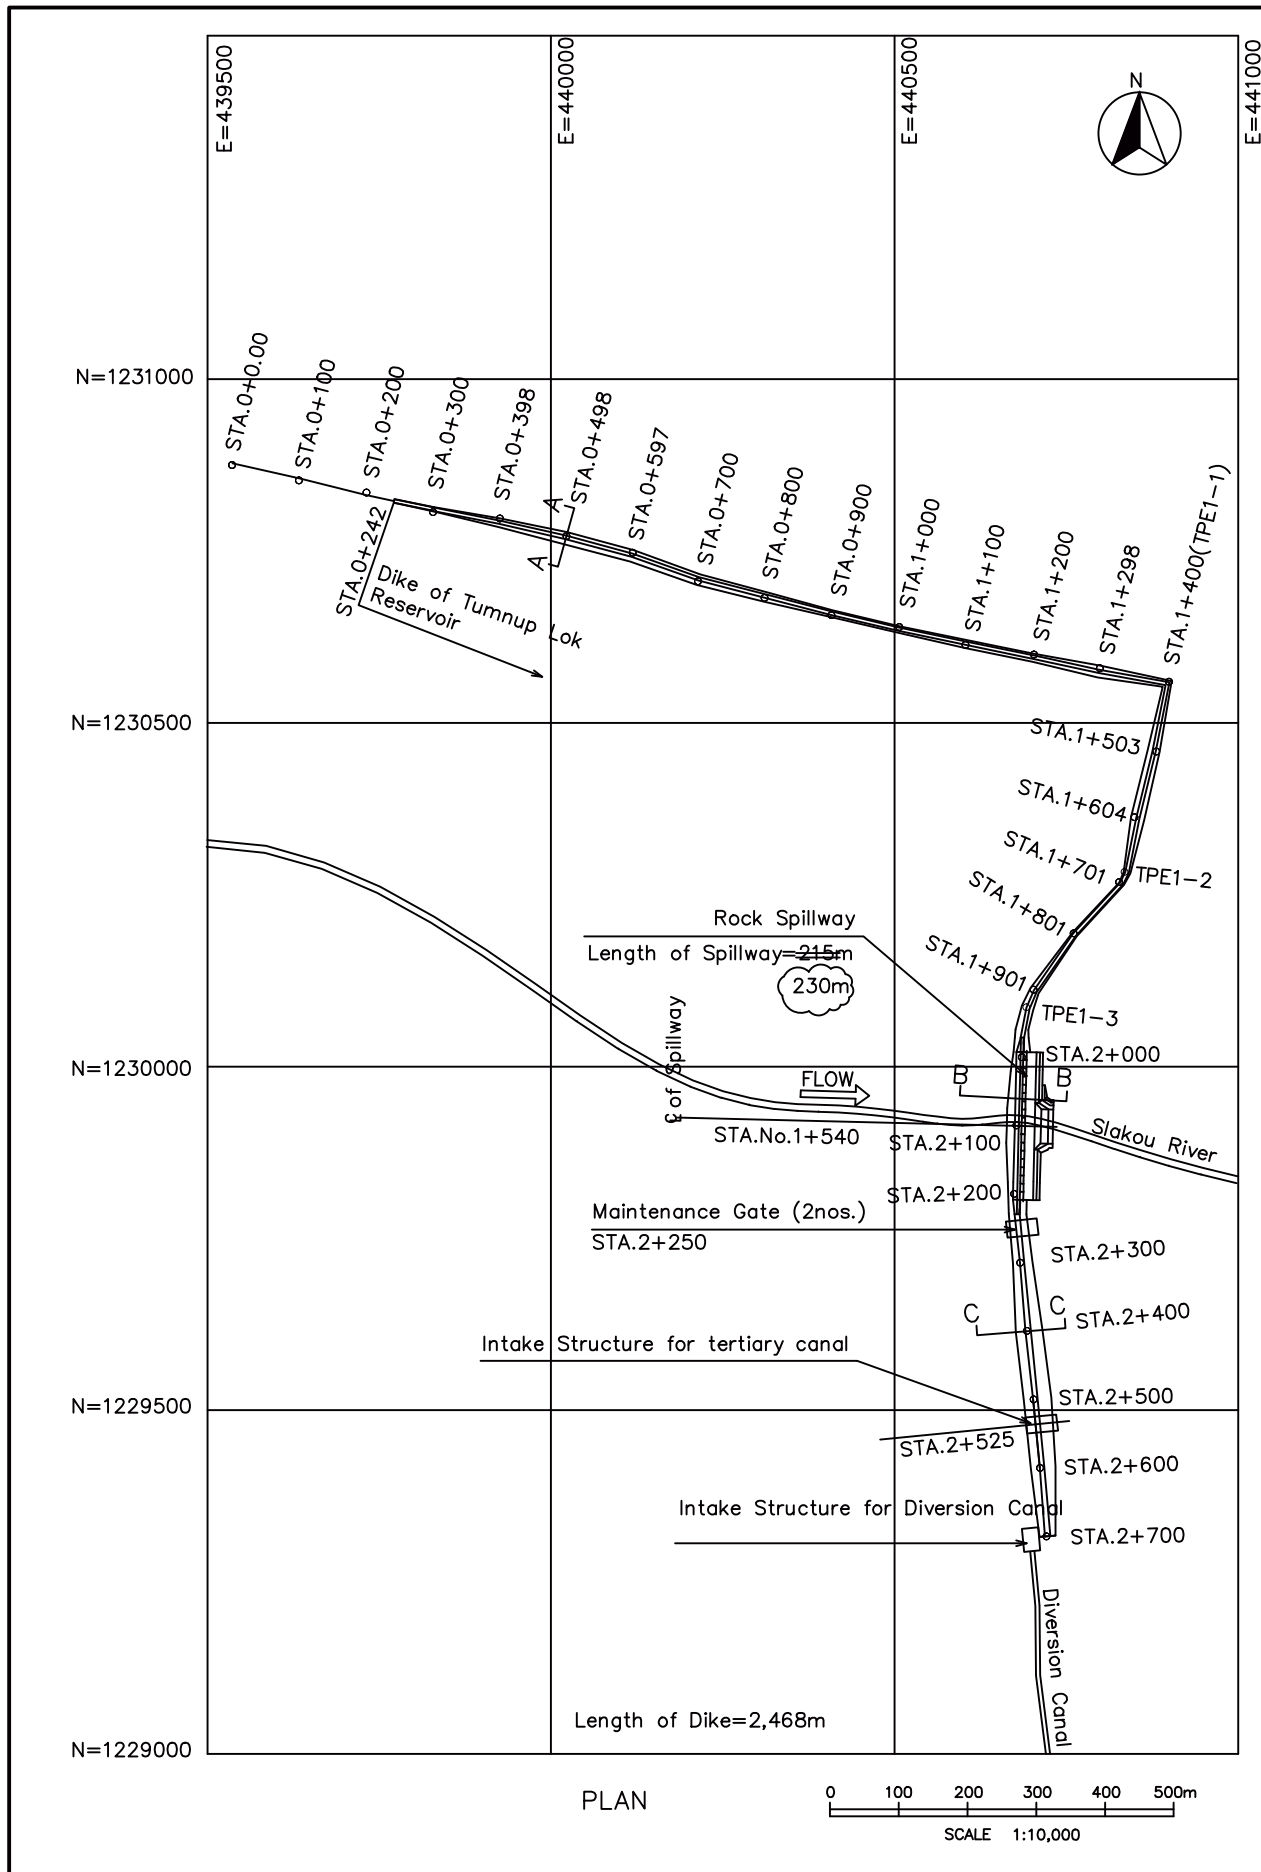 E=439500
E=440000
E=440500
E=441000
N
N=1231000
STA.0+0.00
STA.0+100
STA.0+200
STA.0+300
STA.0+398
STA.0+498
STA.0+597
STA.0+700
STA.0+800
STA.0+900
STA.1+000
STA.1+100
STA.1+200
STA.1+298
STA.1+400(TPE1-1)
A
A
STA.0+242
Dike of Tumnup Lok
Reservoir
N=1230500
STA.1+503
STA.1+604
STA.1+701
TPE1-2
STA.1+801
Rock Spillway
Length of Spillway=215m
230m
STA.1+901
TPE1-3
℄ of Spillway
STA.2+000
N=1230000
FLOW
B
B
STA.No.1+540
STA.2+100
Slakou River
STA.2+200
Maintenance Gate (2nos.)
STA.2+250
STA.2+300
C
C
STA.2+400
Intake Structure for tertiary canal
N=1229500
STA.2+500
STA.2+525
STA.2+600
Intake Structure for Diversion Canal
STA.2+700
Diversion Canal
Length of Dike=2,468m
N=1229000
PLAN
0 100 200 300 400 500m
SCALE 1:10,000